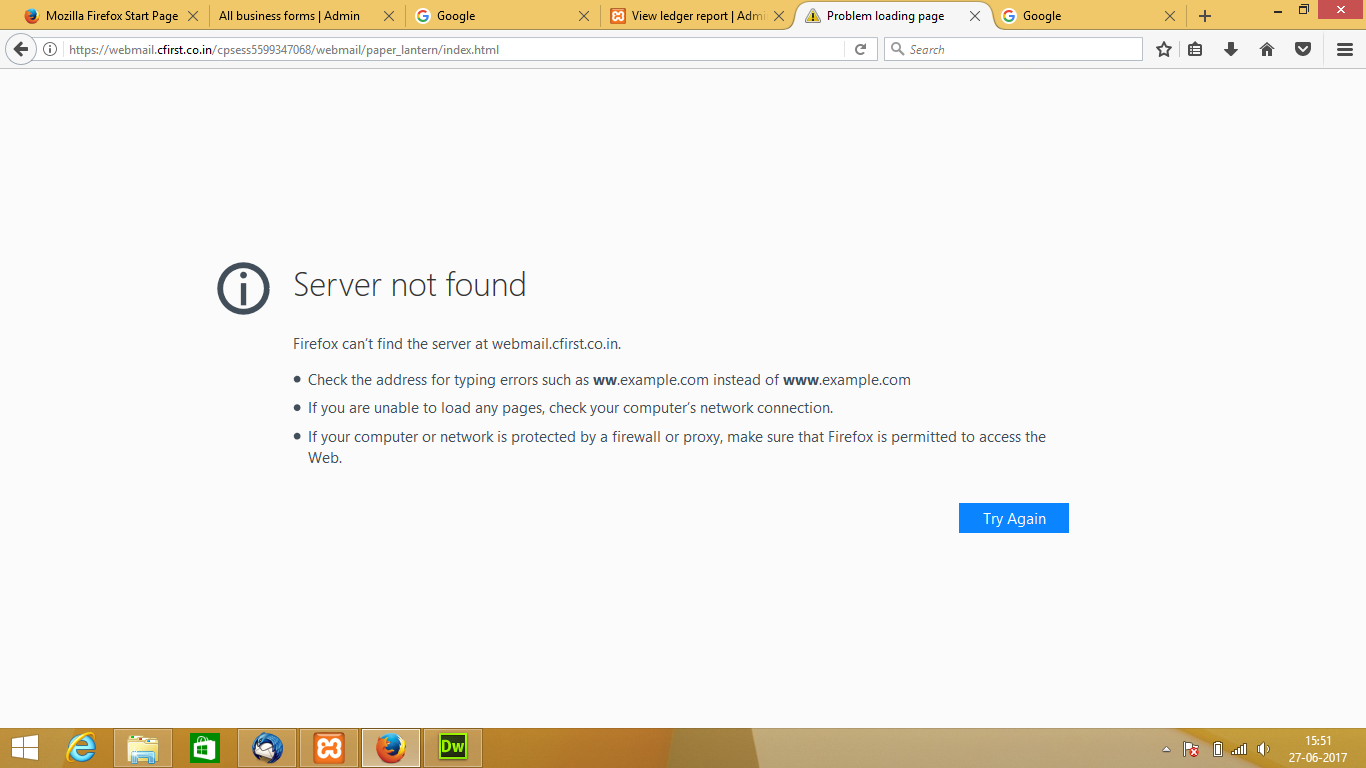 Mozilla Firefox Start Page
All business forms | Admin
Google
View ledger report | Admi
Problem loading page
Google
https://webmail.cfirst.co.in/cpsess5599347068/webmail/paper_lantern/index.html
Search
Server not found
Firefox can’t find the server at webmail.cfirst.co.in.
Check the address for typing errors such as ww.example.com instead of www.example.com
If you are unable to load any pages, check your computer’s network connection.
If your computer or network is protected by a firewall or proxy, make sure that Firefox is permitted to access the
Web.
Try Again
Dw
15:51
27-06-2017